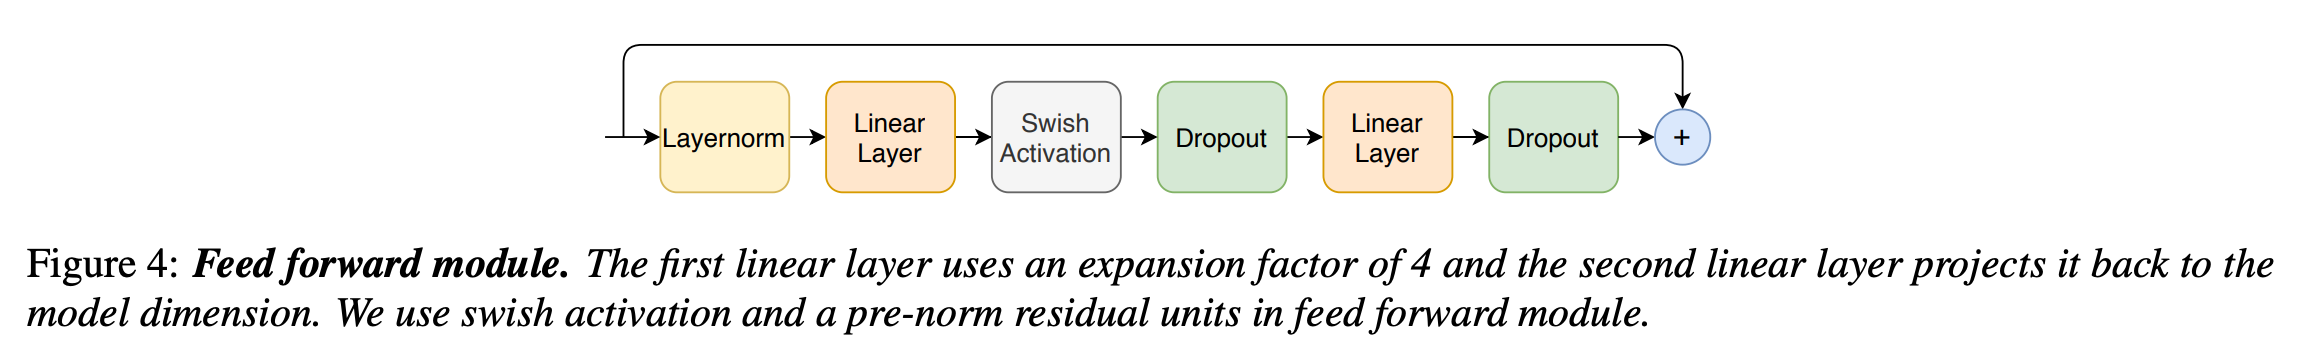 Layernorm
Linear
Layer
Swish
Activation
Dropout
Linear
Layer
Dropout
+
Figure 4: Feed forward module. The first linear layer uses an expansion factor of 4 and the second linear layer projects it back to the
model dimension. We use swish activation and a pre-norm residual units in feed forward module.